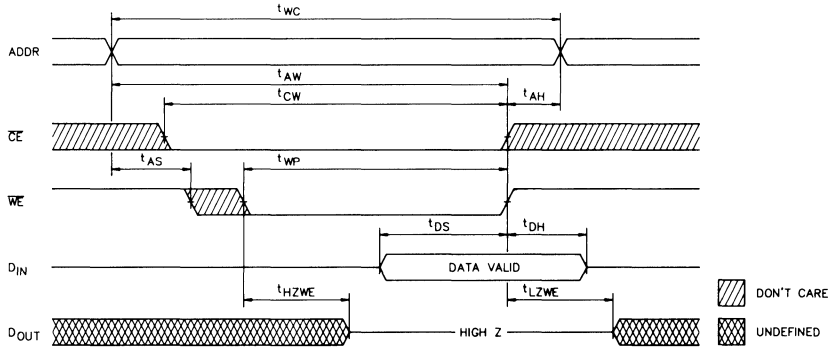 tWC
ADDR
tAW
tCW
tAH
CE
tAS
tWP
WE
tDS
tDH
DIN
DATA VALID
tHZWE
tLZWE
DON'T CARE
DOUT
HIGH Z
UNDEFINED